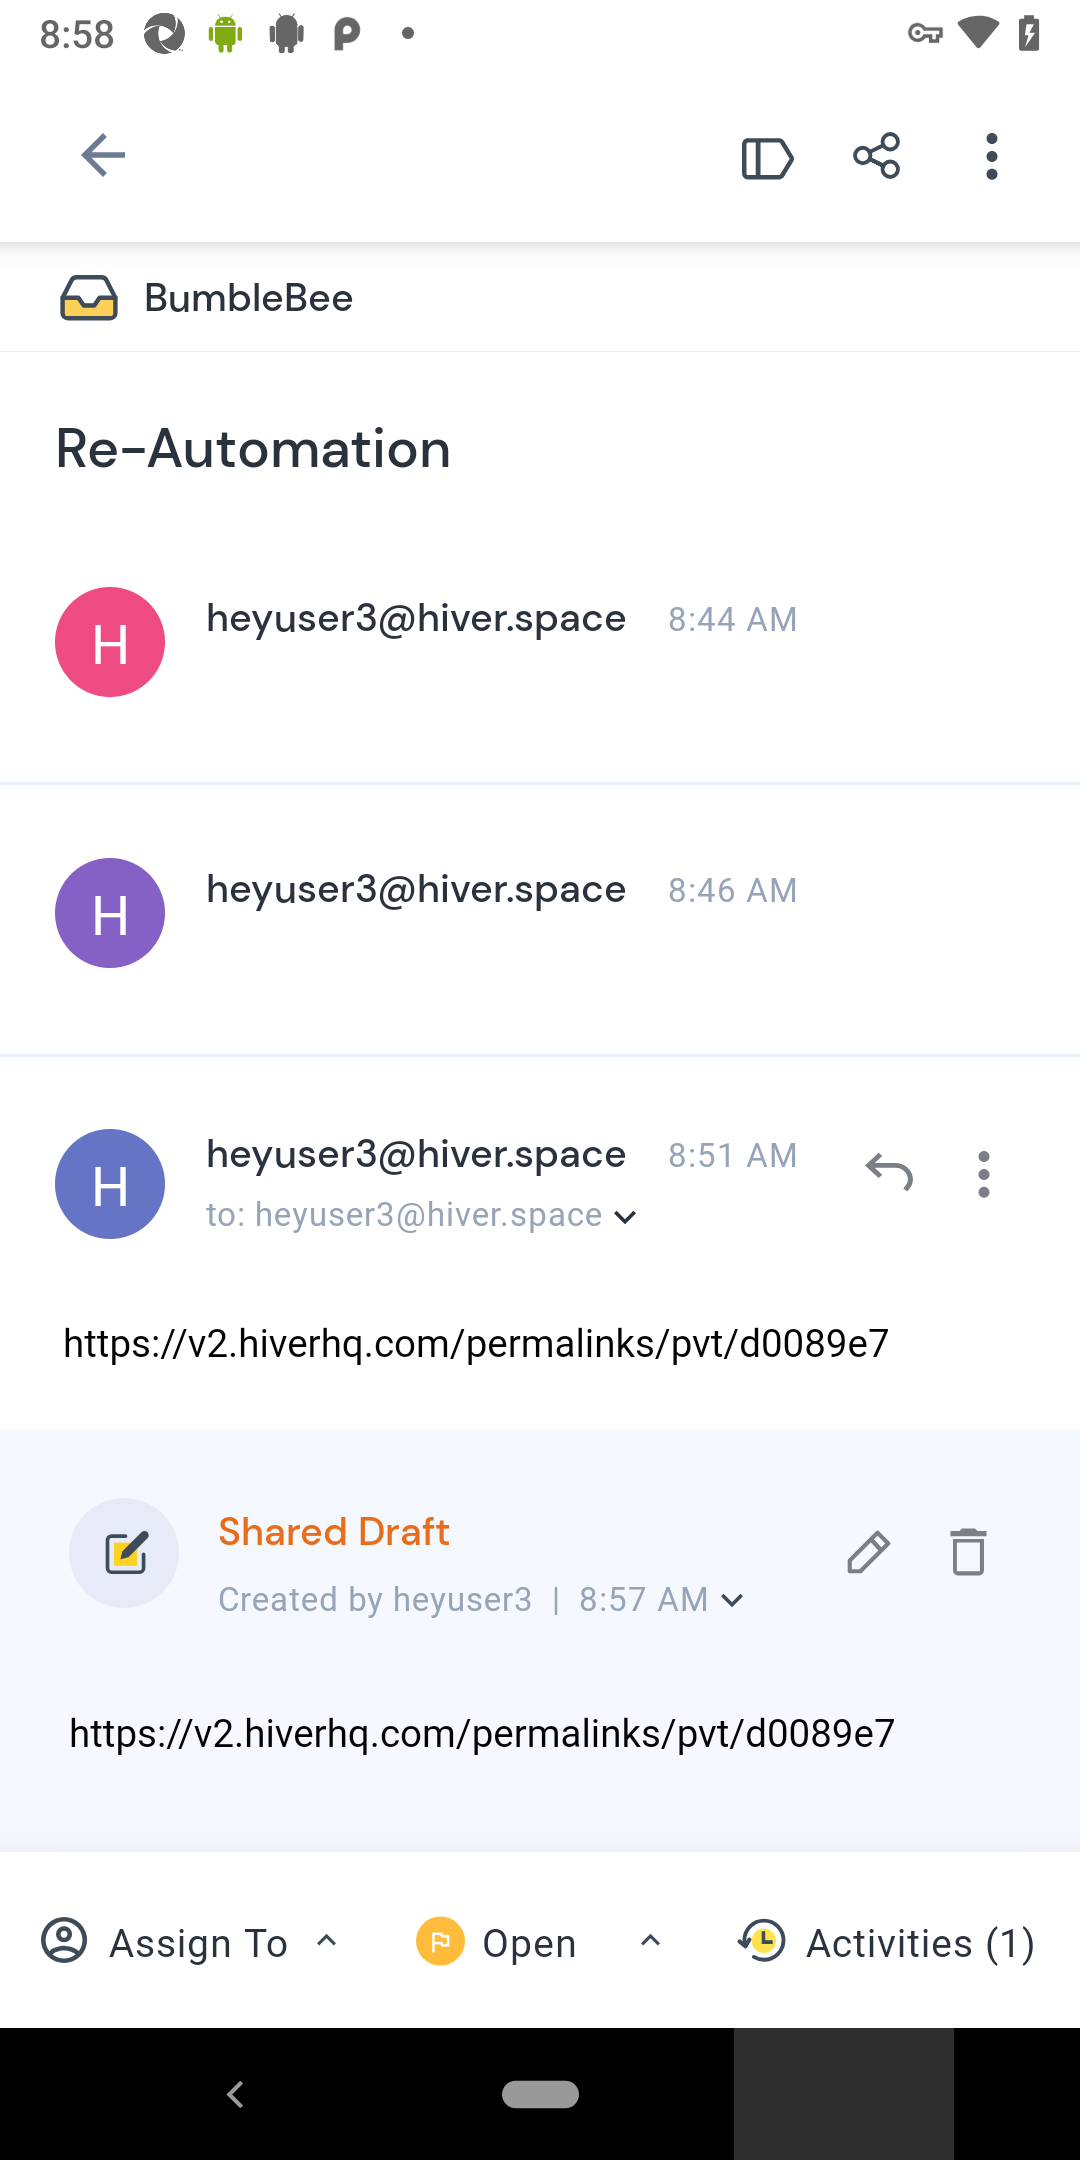 8:58
BumbleBee
Re-Automation
H
heyuser3@hiver.space 8:44 AM
H
heyuser3@hiver.space 8:46 AM
H
heyuser3@hiver.space 8:51 AM
to: heyuser3@hiver.space
https://v2.hiverhq.com/permalinks/pvt/d0089e7
Shared Draft
Created by heyuser3 | 8:57 AM
https://v2.hiverhq.com/permalinks/pvt/d0089e7
Assign To Open Activities (1)